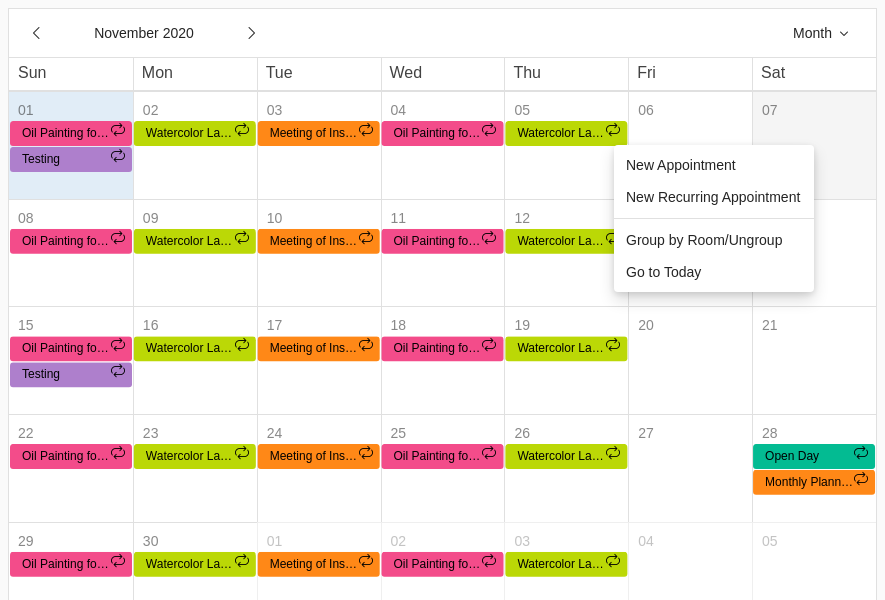 November 2020 Month
Sun Mon Tue Wed Thu Fri Sat
01 02 03 04 05 06 07
Oil Painting fo... Watercolor La... Meeting of Ins... Oil Painting fo... Watercolor La...
Testing
New Appointment
New Recurring Appointment
Group by Room/Ungroup
Go to Today
08 09 10 11 12
Oil Painting fo... Watercolor La... Meeting of Ins... Oil Painting fo... Watercolor La...
15 16 17 18 19 20 21
Oil Painting fo... Watercolor La... Meeting of Ins... Oil Painting fo... Watercolor La...
Testing
22 23 24 25 26 27 28
Oil Painting fo... Watercolor La... Meeting of Ins... Oil Painting fo... Watercolor La... Open Day
Monthly Plann...
29 30 01 02 03 04 05
Oil Painting fo... Watercolor La... Meeting of Ins... Oil Painting fo... Watercolor La...